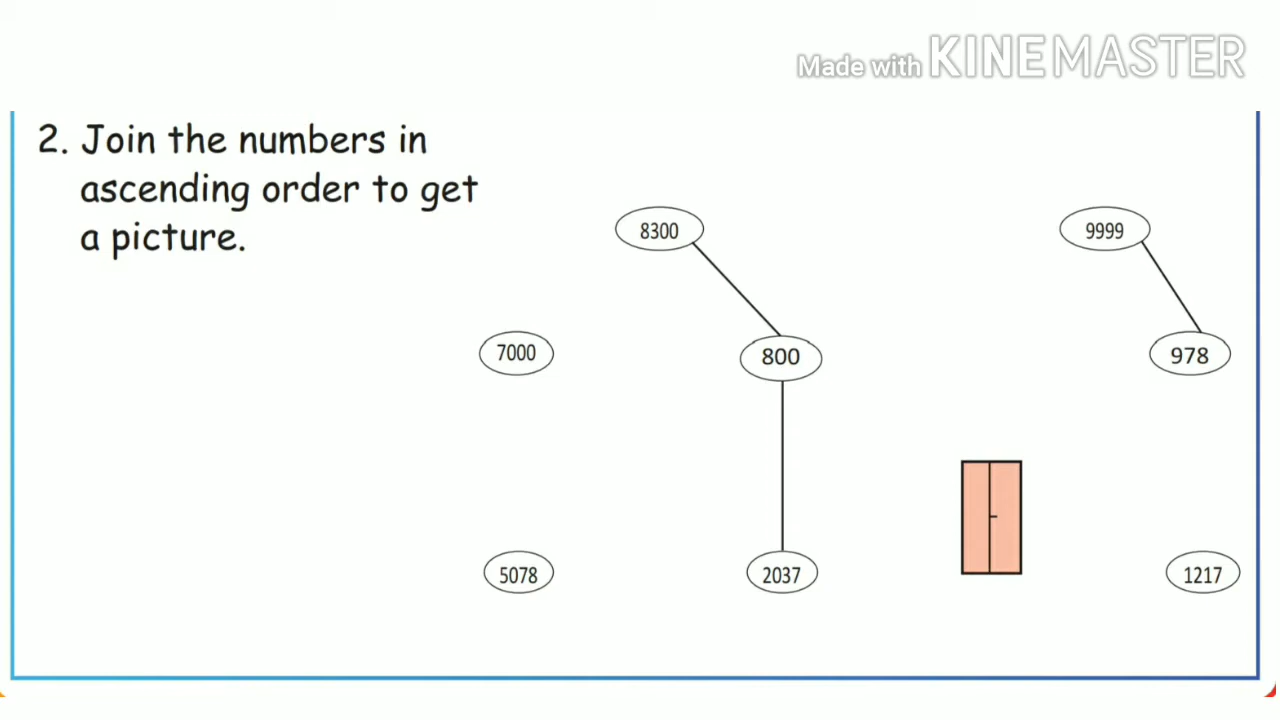 Made with KINEMASTER
2. Join the numbers in
ascending order to get
a picture.
8300
9999
7000
800
978
5078
2037
1217